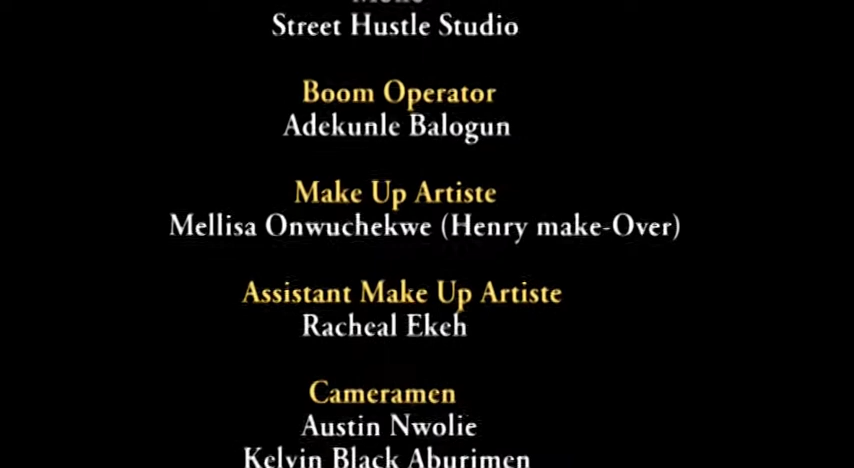 Street Hustle Studio
Boom Operator
Adekunle Balogun
Make Up Artiste
Mellisa Onwuchekwe (Henry make-Over)
Assistant Make Up Artiste
Racheal Ekeh
Cameramen
Austin Nwolie
Kelvin Black Aburimen